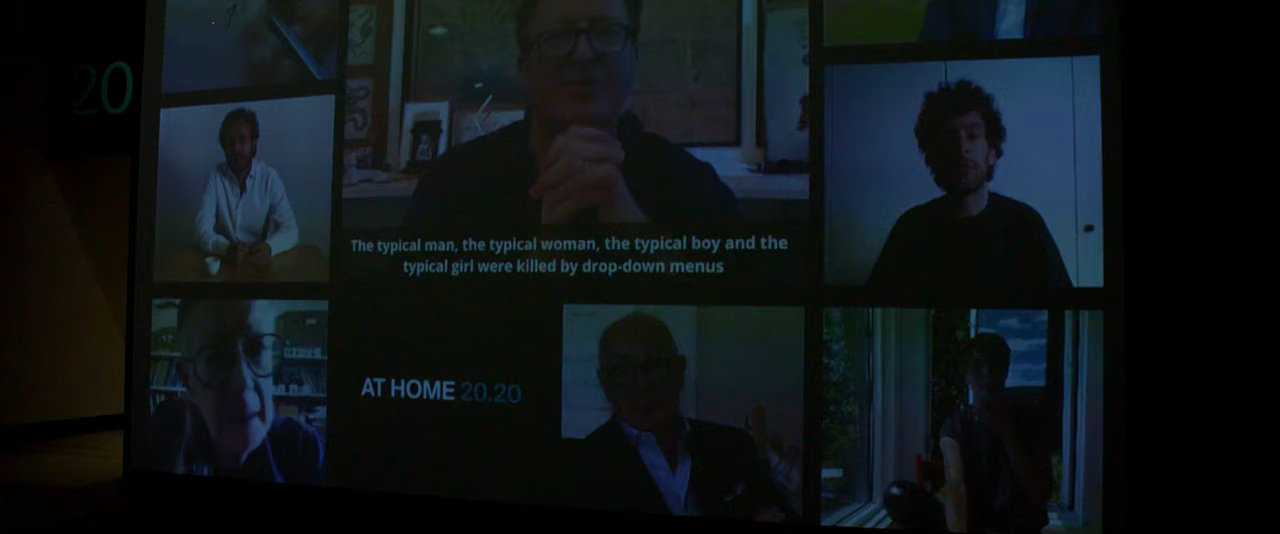 20
The typical man, the typical woman, the typical boy and the
typical girl were killed by drop-down menus
AT HOME 20.20